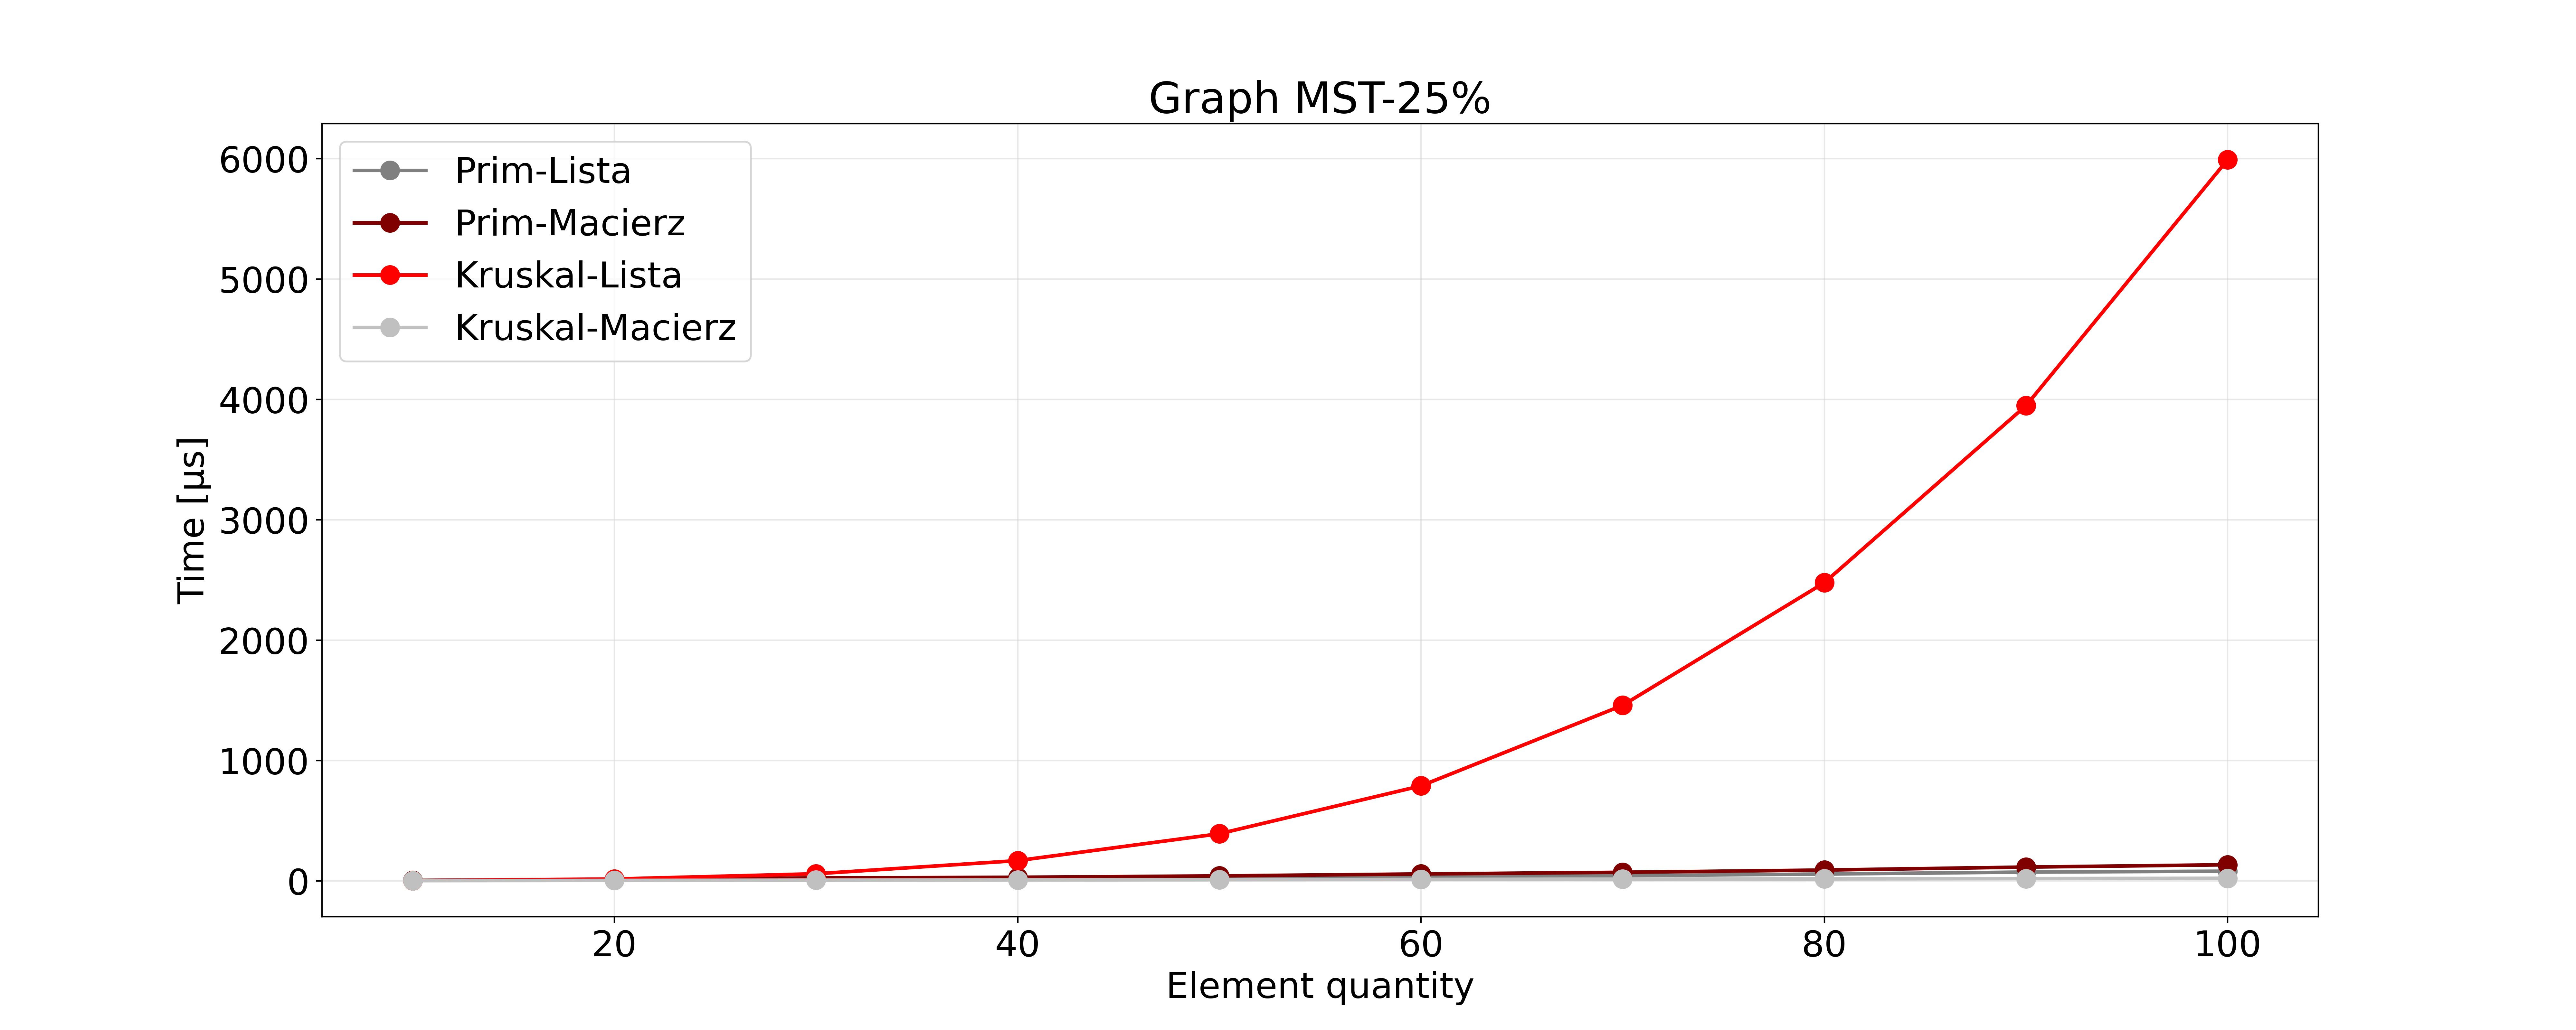 Graph MST-25%
6000
5000
4000
3000
2000
1000
0
Time [µs]
Prim-Lista
Prim-Macierz
Kruskal-Lista
Kruskal-Macierz
20 40 60 80 100
Element quantity